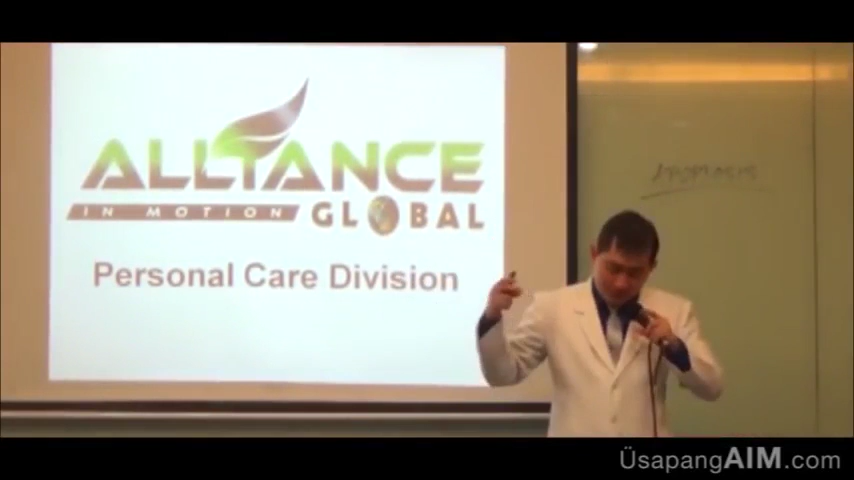 ALLIANCE
IN MOTION GLOBAL
Personal Care Division
ÜsapangAIM.com